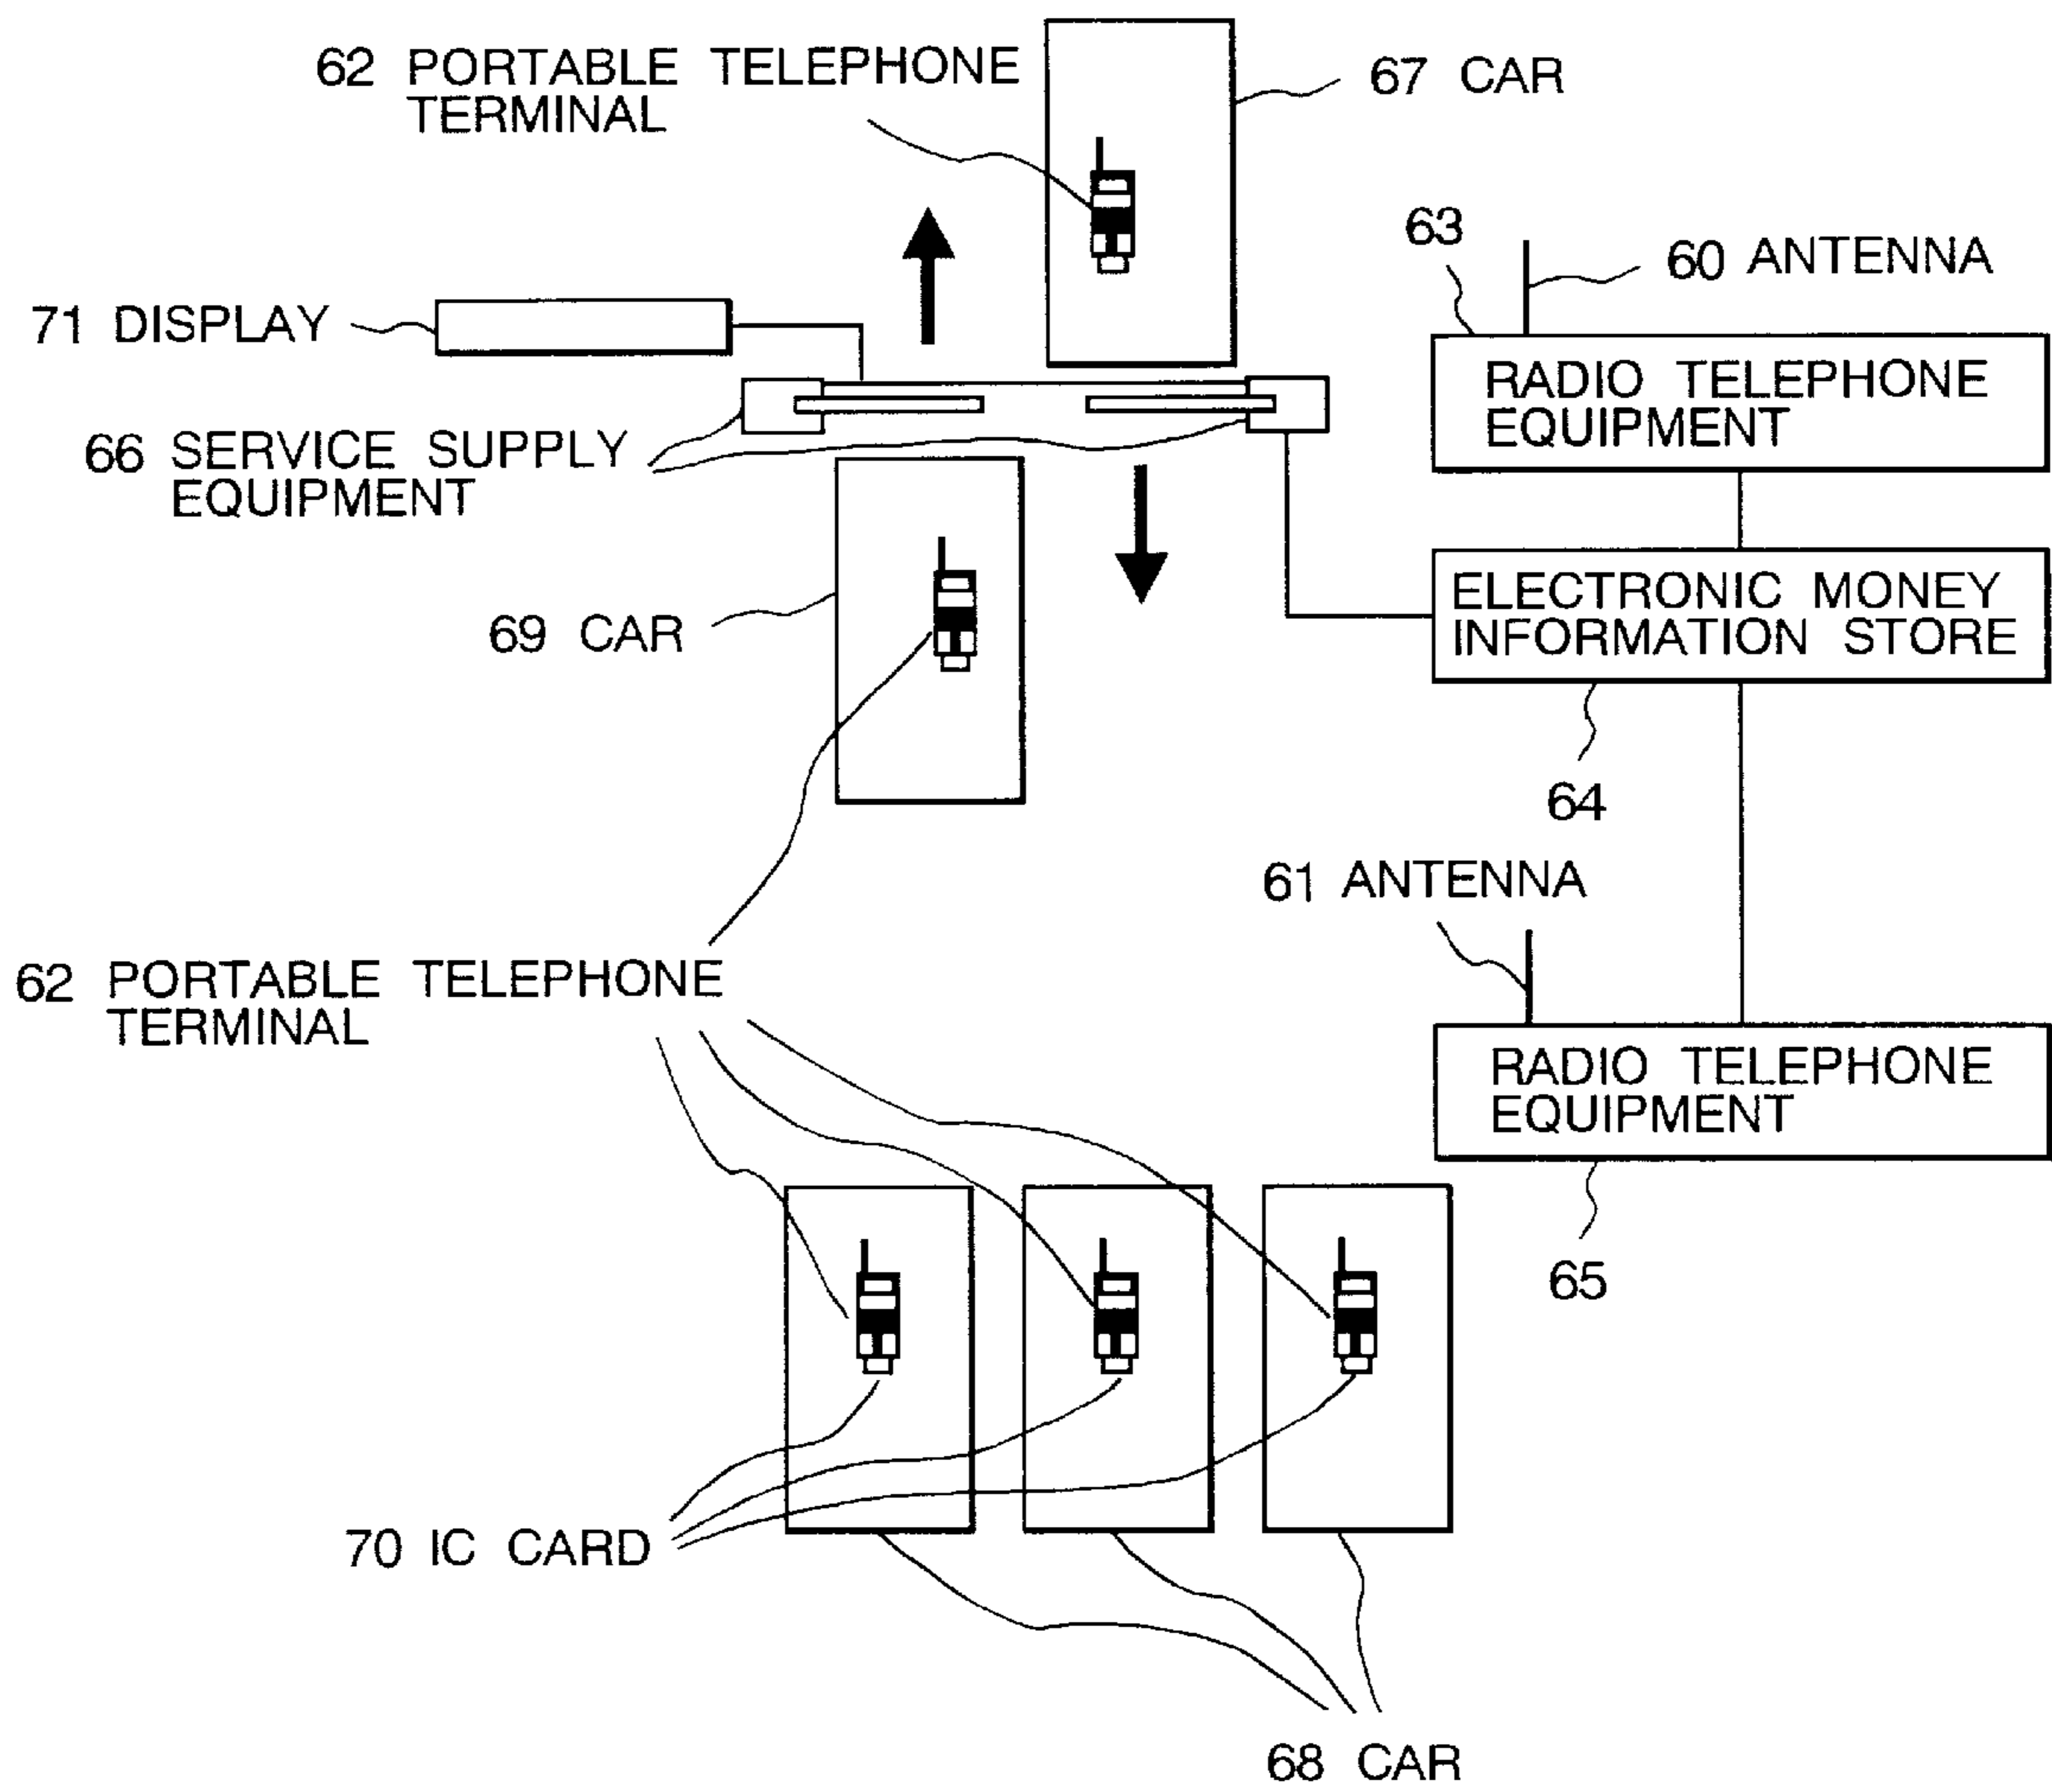 62 PORTABLE TELEPHONE
TERMINAL
67 CAR
63
60 ANTENNA
71 DISPLAY
RADIO TELEPHONE
EQUIPMENT
66 SERVICE SUPPLY
EQUIPMENT
ELECTRONIC MONEY
INFORMATION STORE
69 CAR
64
61 ANTENNA
62 PORTABLE TELEPHONE
TERMINAL
RADIO TELEPHONE
EQUIPMENT
65
70 IC CARD
68 CAR